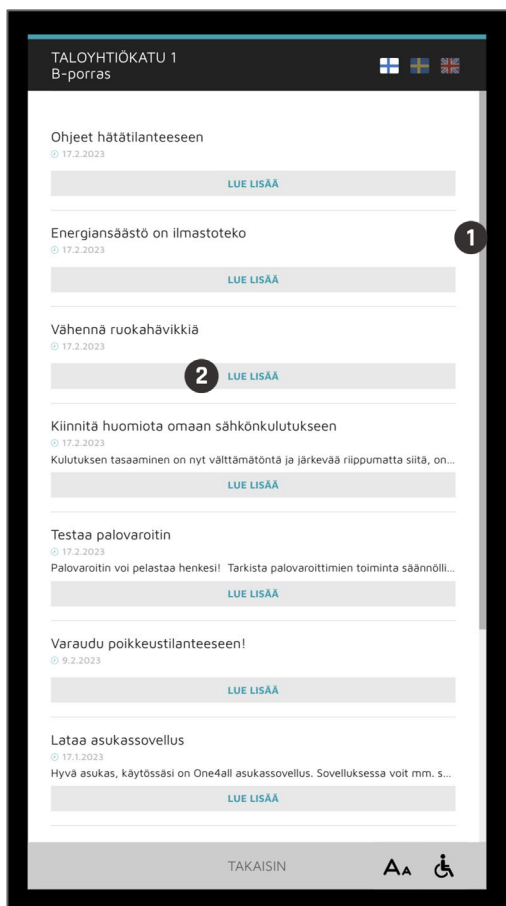 TALOYHTIÖKATU 1
B-porras
Ohjeet hätätilanteeseen
17.2.2023
LUE LISÄÄ
Energiansäästö on ilmastoteko
17.2.2023
1
LUE LISÄÄ
Vähennä ruokahävikkiä
17.2.2023
2 LUE LISÄÄ
Kiinnitä huomiota omaan sähkönkulutukseen
17.2.2023
Kulutuksen tasaaminen on nyt välttämätöntä ja järkevää riippumatta siitä, on...
LUE LISÄÄ
Testaa palovaroitin
17.2.2023
Palovaroitin voi pelastaa henkesi! Tarkista palovaroittimien toiminta säännölli...
LUE LISÄÄ
Varaudu poikkeustilanteeseen!
9.2.2023
LUE LISÄÄ
Lataa asukassovellus
17.1.2023
Hyvä asukas, käytössäsi on One4all asukassovellus. Sovelluksessa voit mm. s...
LUE LISÄÄ
TAKAISIN AA